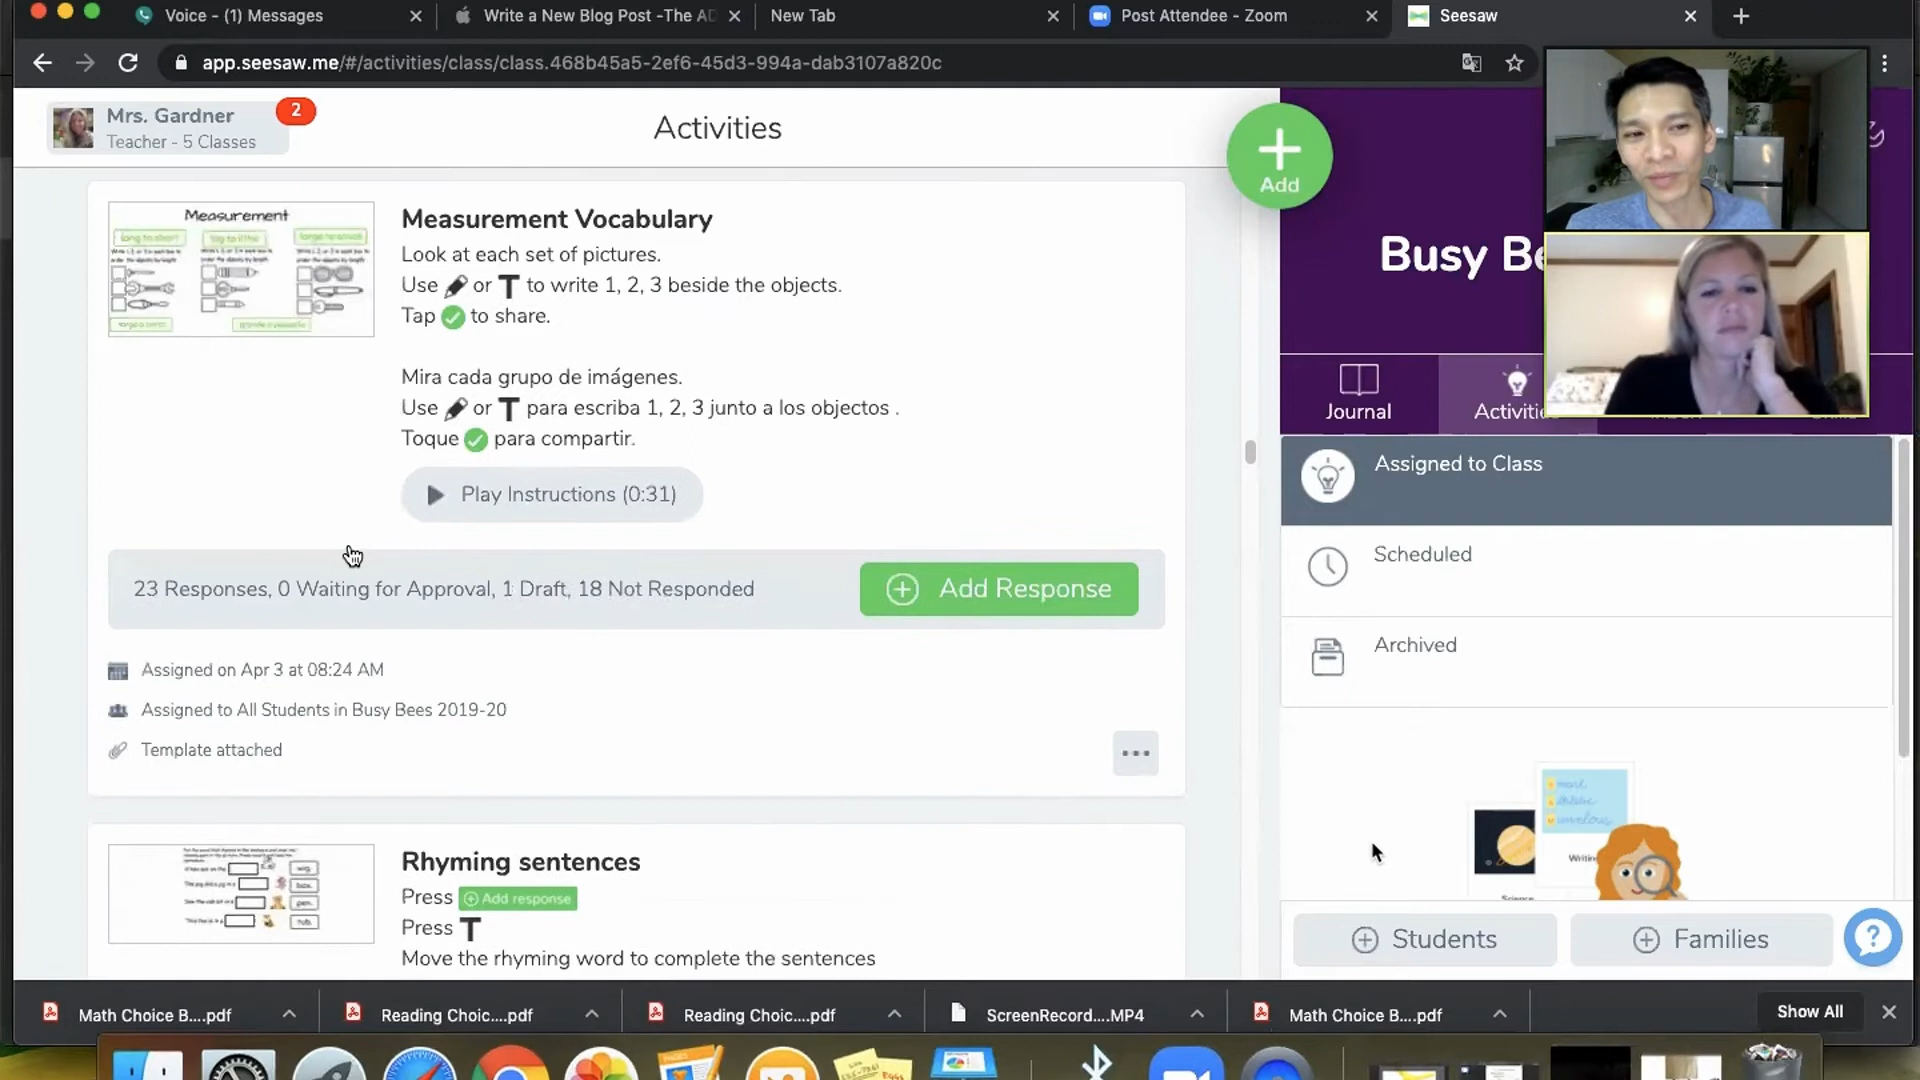 Voice - (1) Messages
Write a New Blog Post -The
New Tab
Post Attendee - Zoom
Seesaw
app.seesaw.me/#/activities/class/class.468b45a5-2ef6-45d3-994a-dab3107a820c
Mrs. Gardner
Teacher - 5 Classes
2
Activities
Add
Busy
Journal
Measurement
Measurement Vocabulary
Look at each set of pictures.
Use or T to write 1, 2, 3 beside the objects.
Tap to share.
Mira cada grupo de imágenes.
Use or T para escriba 1, 2, 3 junto a los objectos .
Toque para compartir.
Play Instructions (0:31)
23 Responses, 0 Waiting for Approval, 1 Draft, 18 Not Responded
Add Response
Assigned on Apr 3 at 08:24 AM
Assigned to All Students in Busy Bees 2019-20
Template attached
Rhyming sentences
Press Add response
Press T
Move the rhyming word to complete the sentences
Assigned to Class
Scheduled
Archived
Students
Families
Math Choice B....pdf
Reading Choic....pdf
Reading Choic....pdf
ScreenRecord....MP4
Math Choice B....pdf
Show All